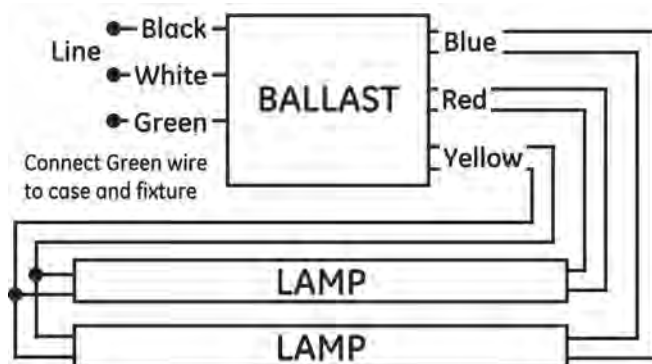 Black
Line
White
Green
BALLAST
Blue
Red
Yellow
Connect Green wire
to case and fixture
LAMP
LAMP